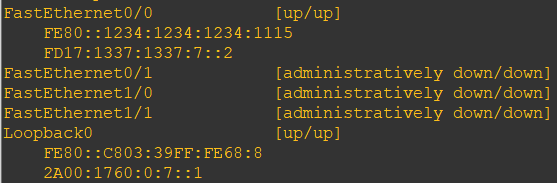 FastEthernet0/0 [up/up]
FE80::1234:1234:1234:1115
FD17:1337:1337:7::2
FastEthernet0/1 [administratively down/down]
FastEthernet1/0 [administratively down/down]
FastEthernet1/1 [administratively down/down]
Loopback0 [up/up]
FE80::C803:39FF:FE68:8
2A00:1760:0:7::1